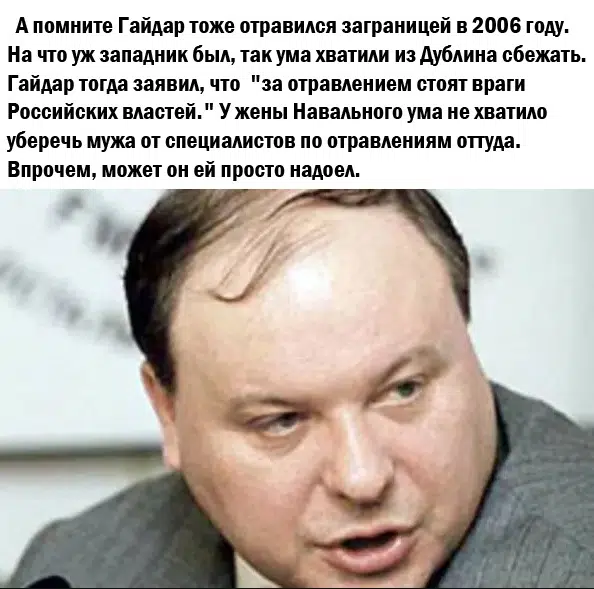 А помните Гайдар тоже отравился заграницей в 2006 году.
На что уж западник был, так ума хватили из Дублина сбежать.
Гайдар тогда заявил, что "за отравлением стоят враги
Российских властей." У жены Навального ума не хватило
уберечь мужа от специалистов по отравлениям оттуда.
Впрочем, может он ей просто надоел.